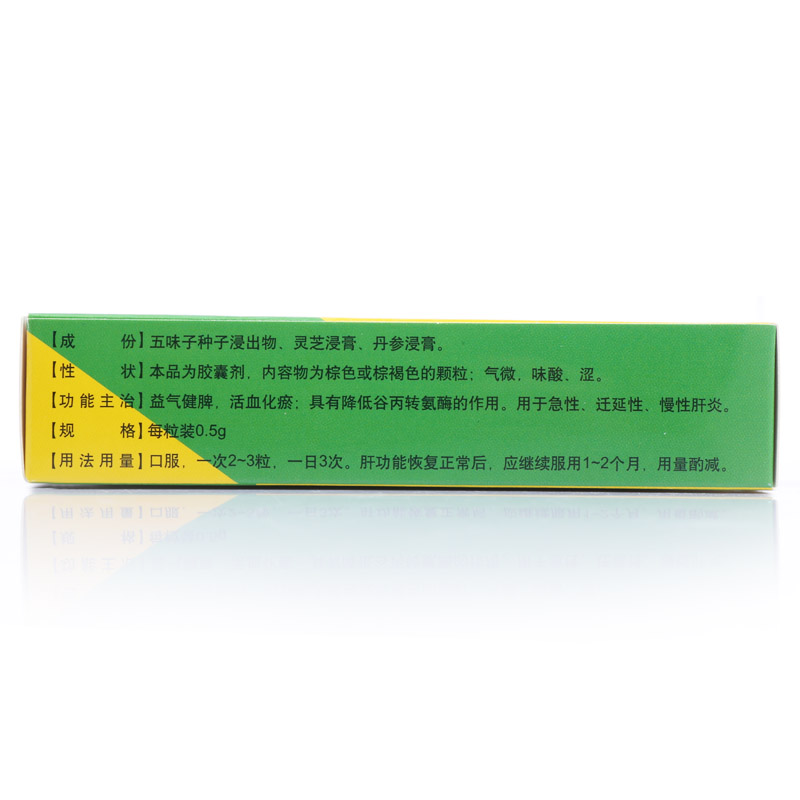 【成份】五味子种子浸出物、灵芝浸膏、丹参浸膏。
【性状】本品为胶囊剂，内容物为棕色或棕褐色的颗粒；气微，味酸、涩。
【功能主治】益气健脾，活血化瘀；具有降低谷丙转氨酶的作用。用于急性、迁延性、慢性肝炎。
【规格】每粒装0.5g
【用法用量】口服，一次2~3粒，一日3次。肝功能恢复正常后，应继续服用1~2个月，用量酌减。